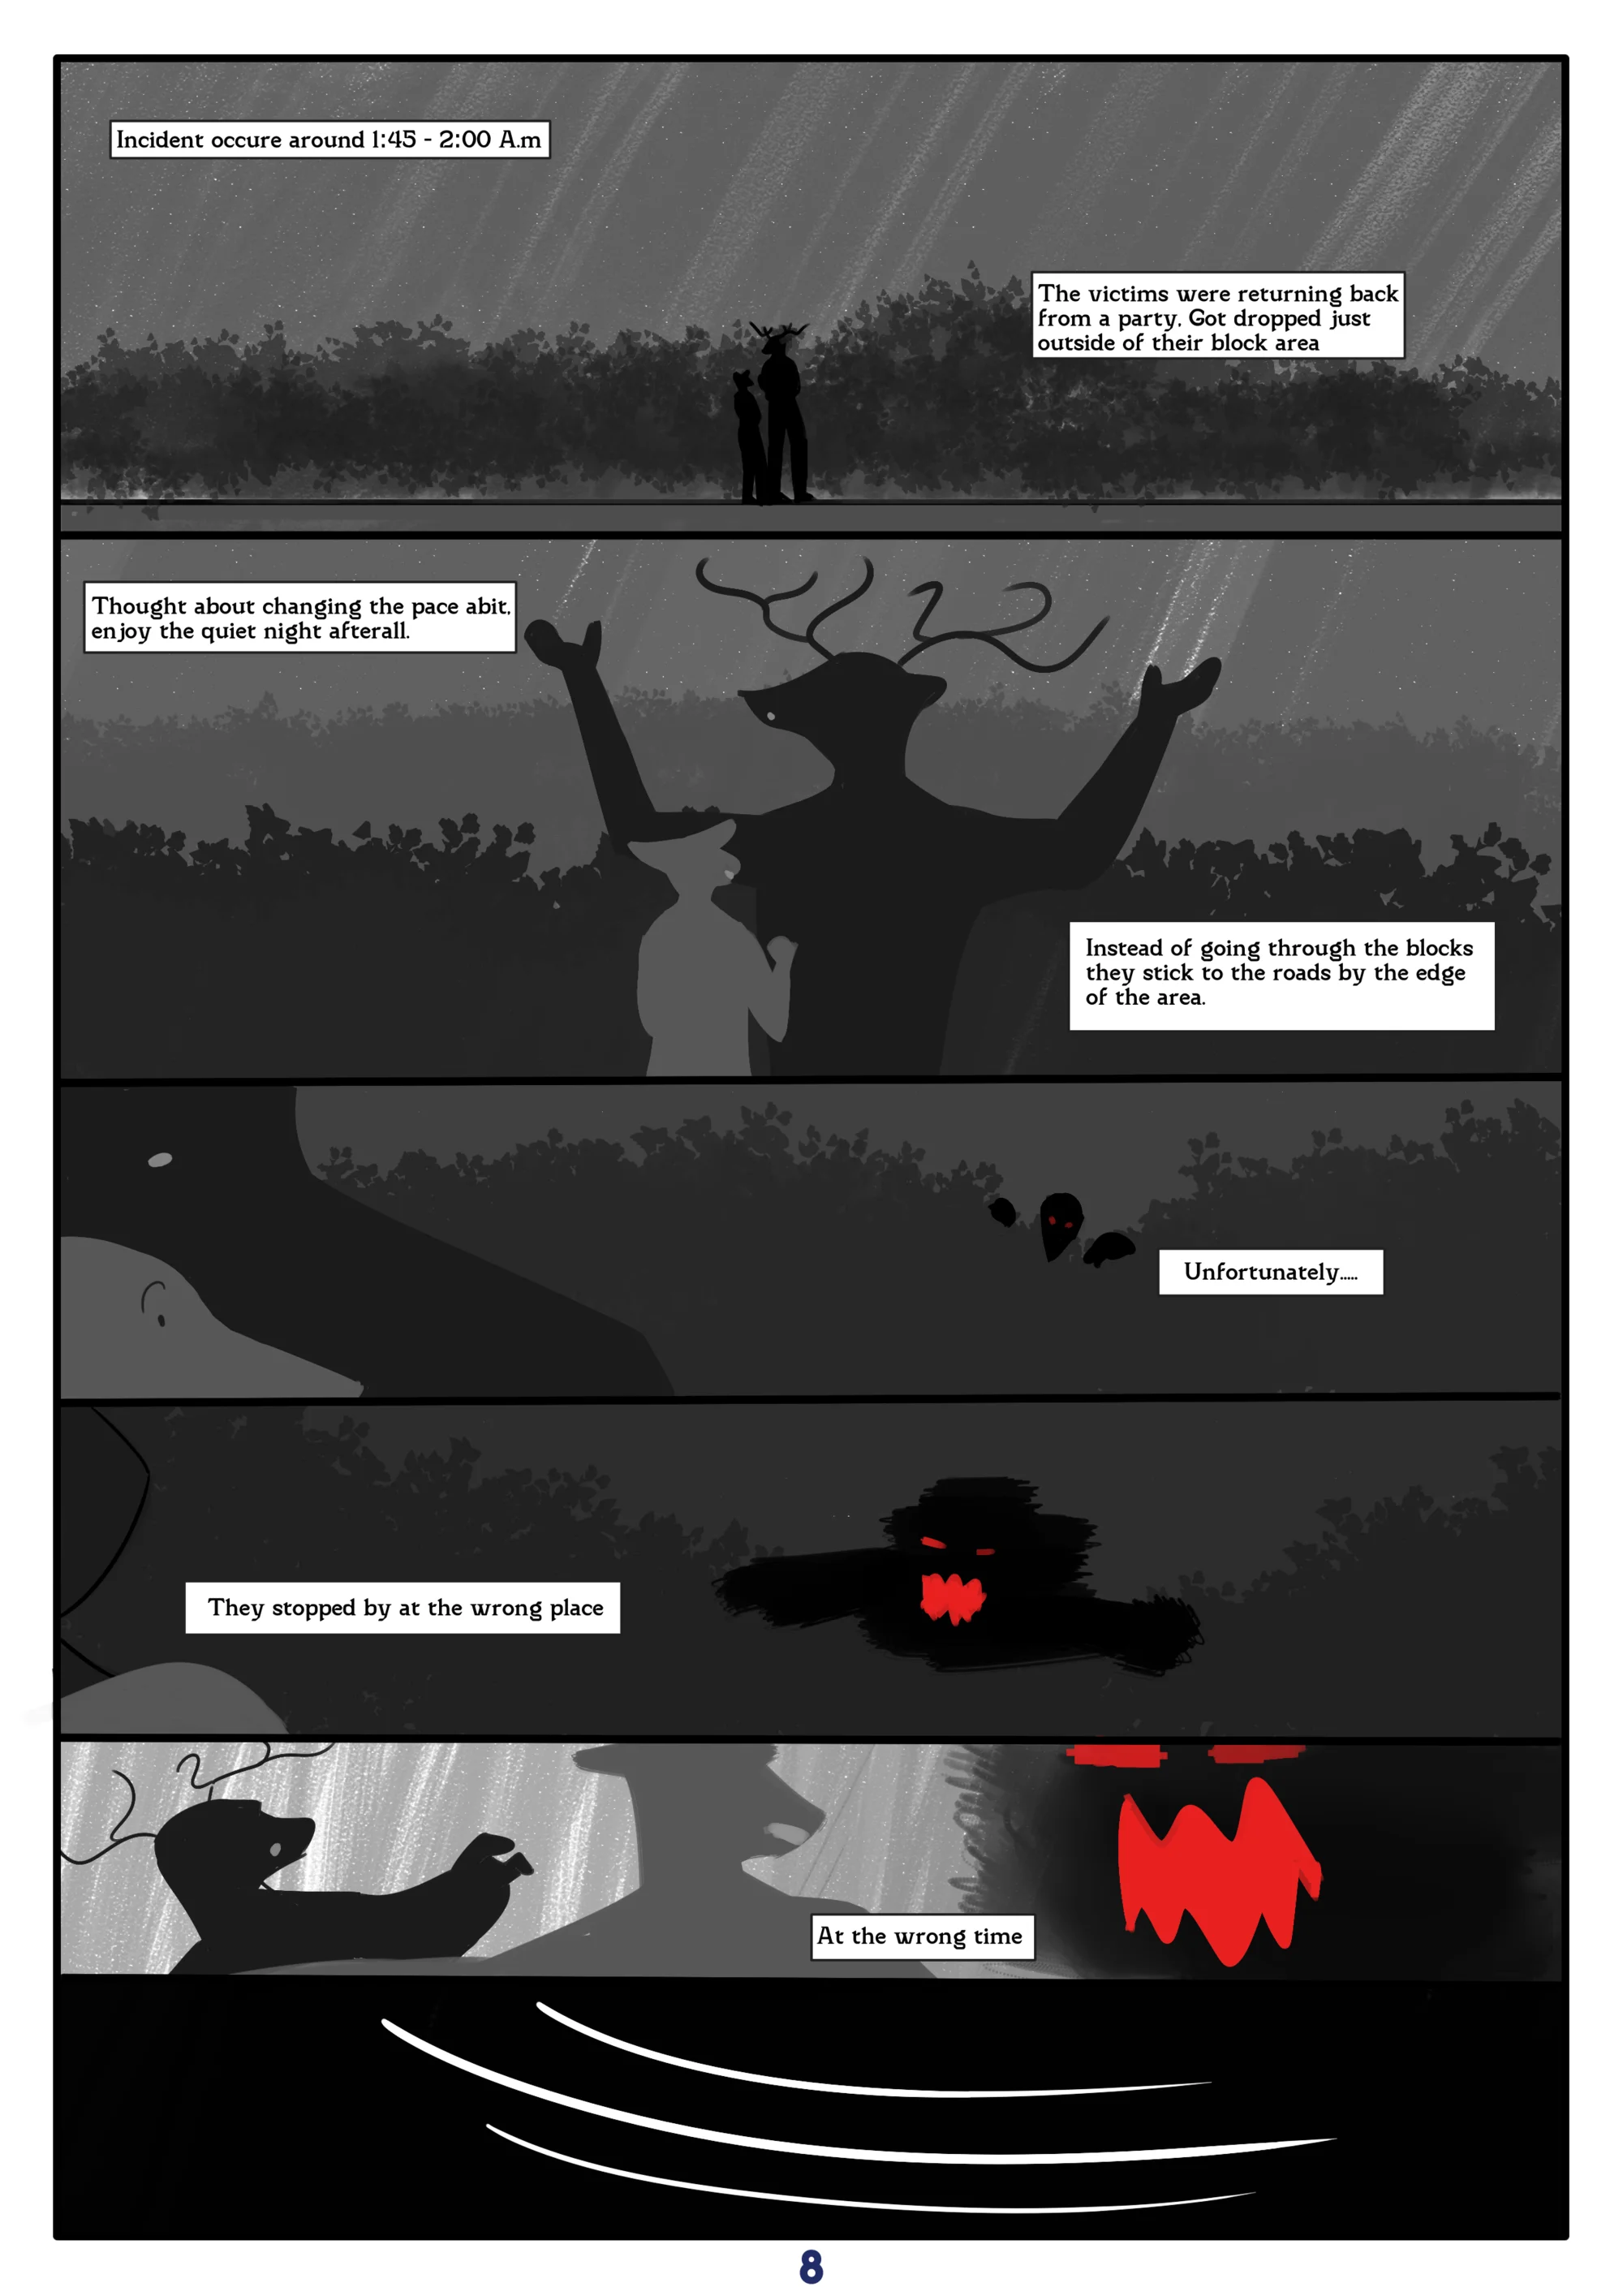 Incident occure around 1:45 - 2:00 A.m
The victims were returning back
from a party. Got dropped just
outside of their block area
Thought about changing the pace abit.
enjoy the quiet night afterall.
Instead of going through the blocks
they stick to the roads by the edge
of the area.
Unfortunately.....
They stopped by at the wrong place
At the wrong time
8